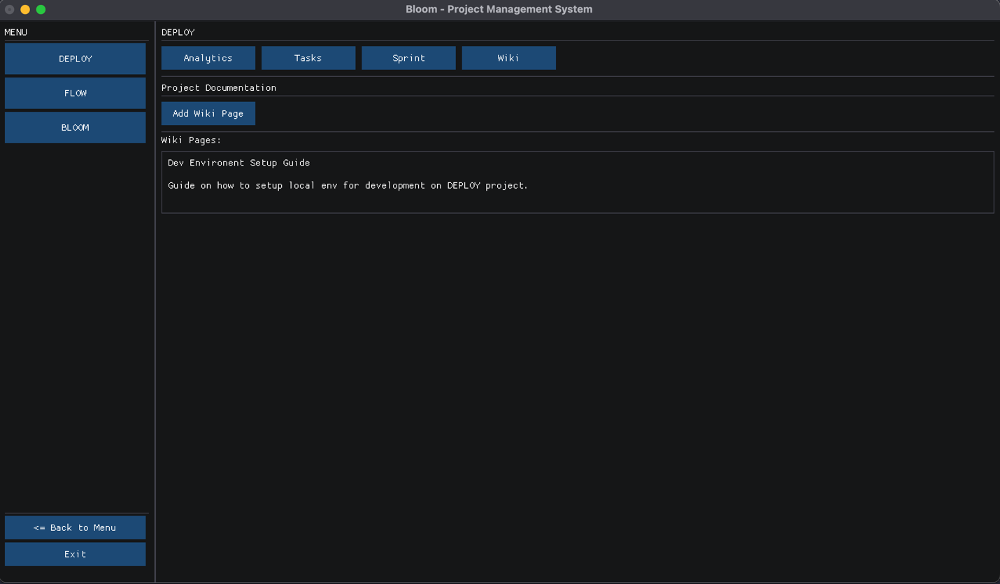 Bloom - Project Management System
MENU
DEPLOY
FLOW
BLOOM
<= Back to Menu
Exit
DEPLOY
Analytics Tasks Sprint Wiki
Project Documentation
Add Wiki Page
Wiki Pages:
Dev Environent Setup Guide
Guide on how to setup local env for development on DEPLOY project.